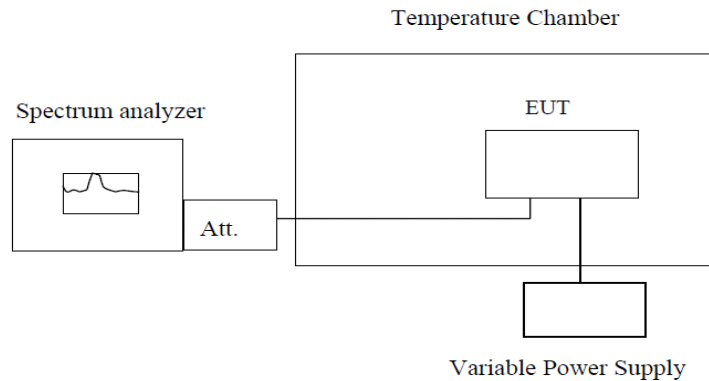 Temperature Chamber
Spectrum analyzer
EUT
Att.
Variable Power Supply